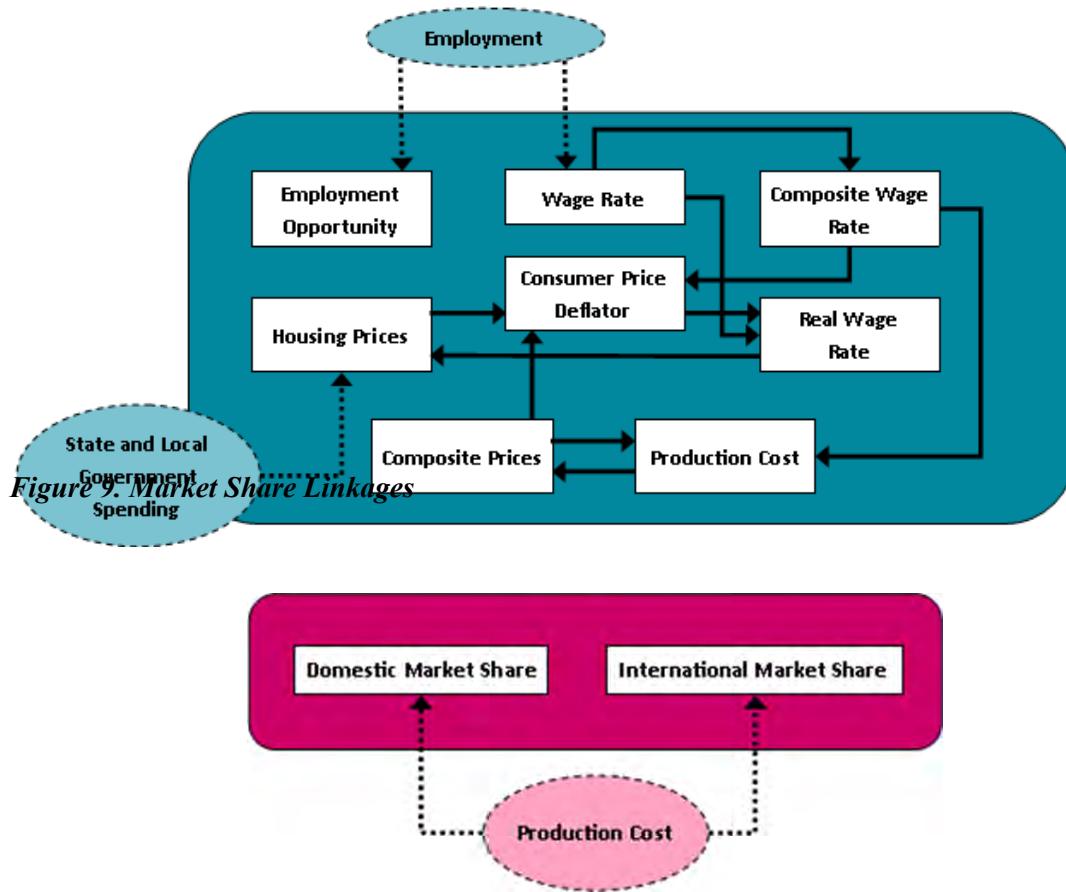 Employment
Employment
Opportunity
Wage Rate
Composite Wage
Rate
Consumer Price
Deflator
Housing Prices
Real Wage
Rate
State and Local
Government
Spending
Composite Prices
Production Cost
Figure 9. Market Share Linkages
Domestic Market Share
International Market Share
Production Cost